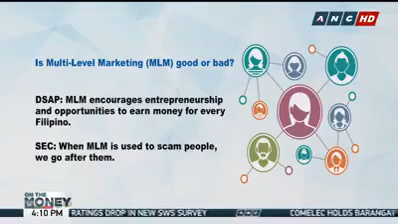 ANC HD
Is Multi-Level Marketing (MLM) good or bad?
DSAP: MLM encourages entrepreneurship
and opportunities to earn money for every
Filipino.
SEC: When MLM is used to scam people,
we go after them.
ON THE
MONEY
4:10 PM
RATINGS DROP IN NEW SWS SURVEY
COMELEC HOLDS BARANGAY